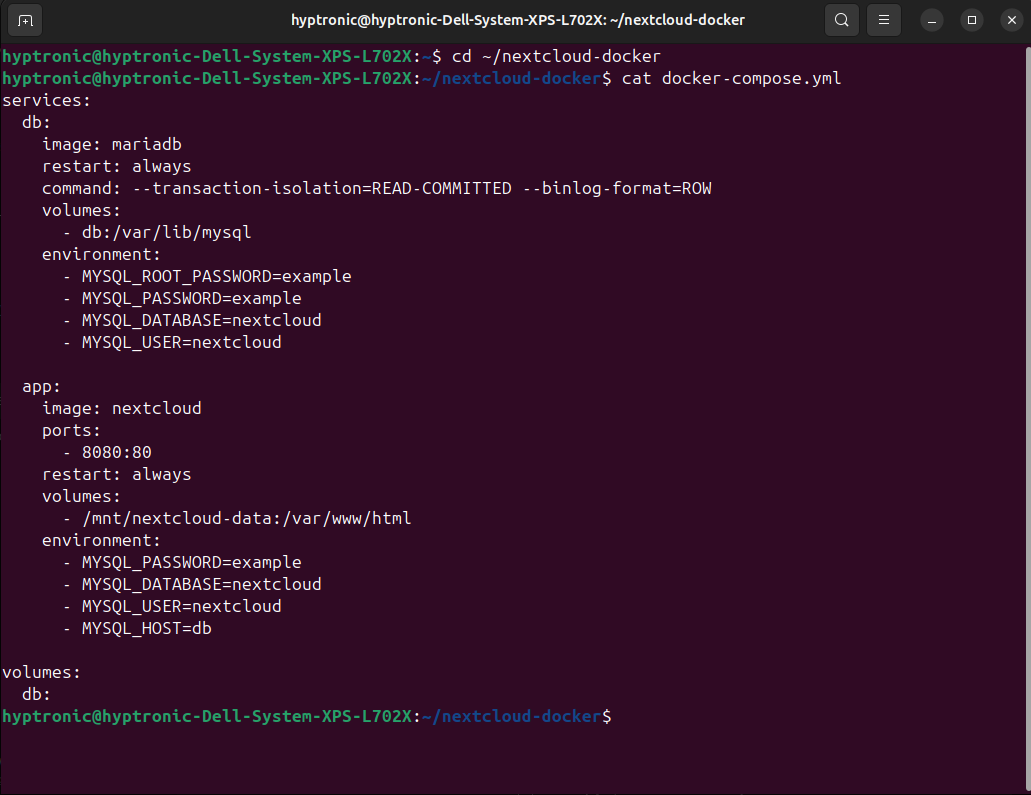 hyptronic@hyptronic-Dell-System-XPS-L702X: ~/nextcloud-docker
hyptronic@hyptronic-Dell-System-XPS-L702X:~$ cd ~/nextcloud-docker
hyptronic@hyptronic-Dell-System-XPS-L702X:~/nextcloud-docker$ cat docker-compose.yml
services:
  db:
    image: mariadb
    restart: always
    command: --transaction-isolation=READ-COMMITTED --binlog-format=ROW
    volumes:
      - db:/var/lib/mysql
    environment:
      - MYSQL_ROOT_PASSWORD=example
      - MYSQL_PASSWORD=example
      - MYSQL_DATABASE=nextcloud
      - MYSQL_USER=nextcloud

  app:
    image: nextcloud
    ports:
      - 8080:80
    restart: always
    volumes:
      - /mnt/nextcloud-data:/var/www/html
    environment:
      - MYSQL_PASSWORD=example
      - MYSQL_DATABASE=nextcloud
      - MYSQL_USER=nextcloud
      - MYSQL_HOST=db

volumes:
  db:
hyptronic@hyptronic-Dell-System-XPS-L702X:~/nextcloud-docker$